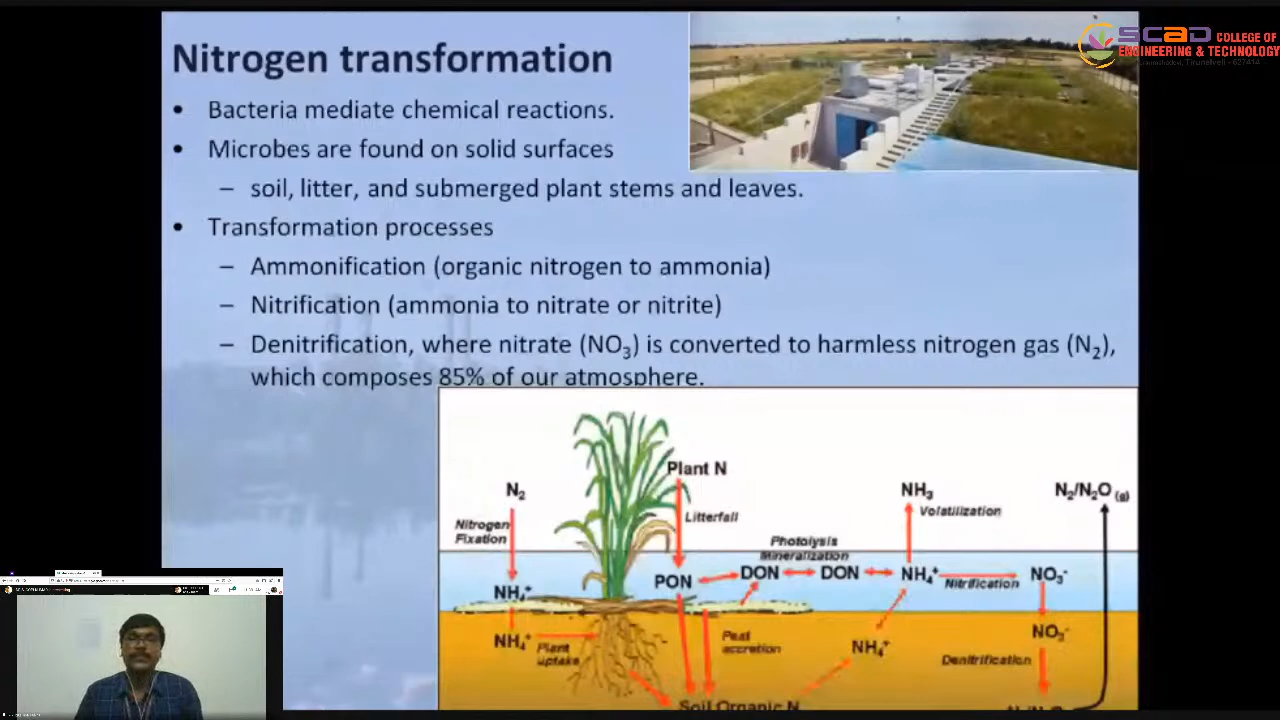 Nitrogen transformation
• Bacteria mediate chemical reactions.
• Microbes are found on solid surfaces
– soil, litter, and submerged plant stems and leaves.
• Transformation processes
– Ammonification (organic nitrogen to ammonia)
– Nitrification (ammonia to nitrate or nitrite)
– Denitrification, where nitrate (NO₃) is converted to harmless nitrogen gas (N₂),
which composes 85% of our atmosphere.
SCAD COLLEGE OF
ENGINEERING & TECHNOLOGY
Tirunelveli - 627414
Plant N
N₂
NH₃
N₂/N₂O (g)
Litterfall
Volatilization
Nitrogen
Fixation
Photolysis
Mineralization
PON
DON
DON
NH₄⁺
NO₃⁻
Nitrification
NH₄⁺
NH₄⁺
Plant
uptake
Peat
accretion
NH₄⁺
NO₃⁻
Denitrification
Soil Organic N